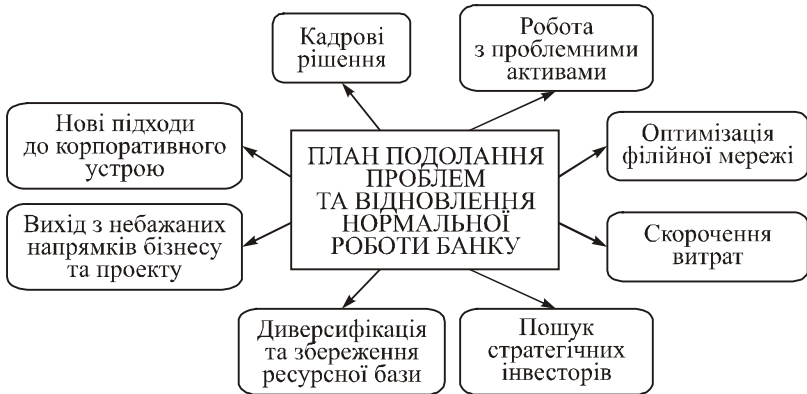 Кадрові
рішення
Робота
з проблемними
активами
Нові підходи
до корпоративного
устрою
ПЛАН ПОДОЛАННЯ
ПРОБЛЕМ
ТА ВІДНОВЛЕННЯ
НОРМАЛЬНОЇ
РОБОТИ БАНКУ
Оптимізація
філійної мережі
Вихід з небажаних
напрямків бізнесу
та проекту
Скорочення
витрат
Диверсифікація
та збереження
ресурсної бази
Пошук
стратегічних
інвесторів